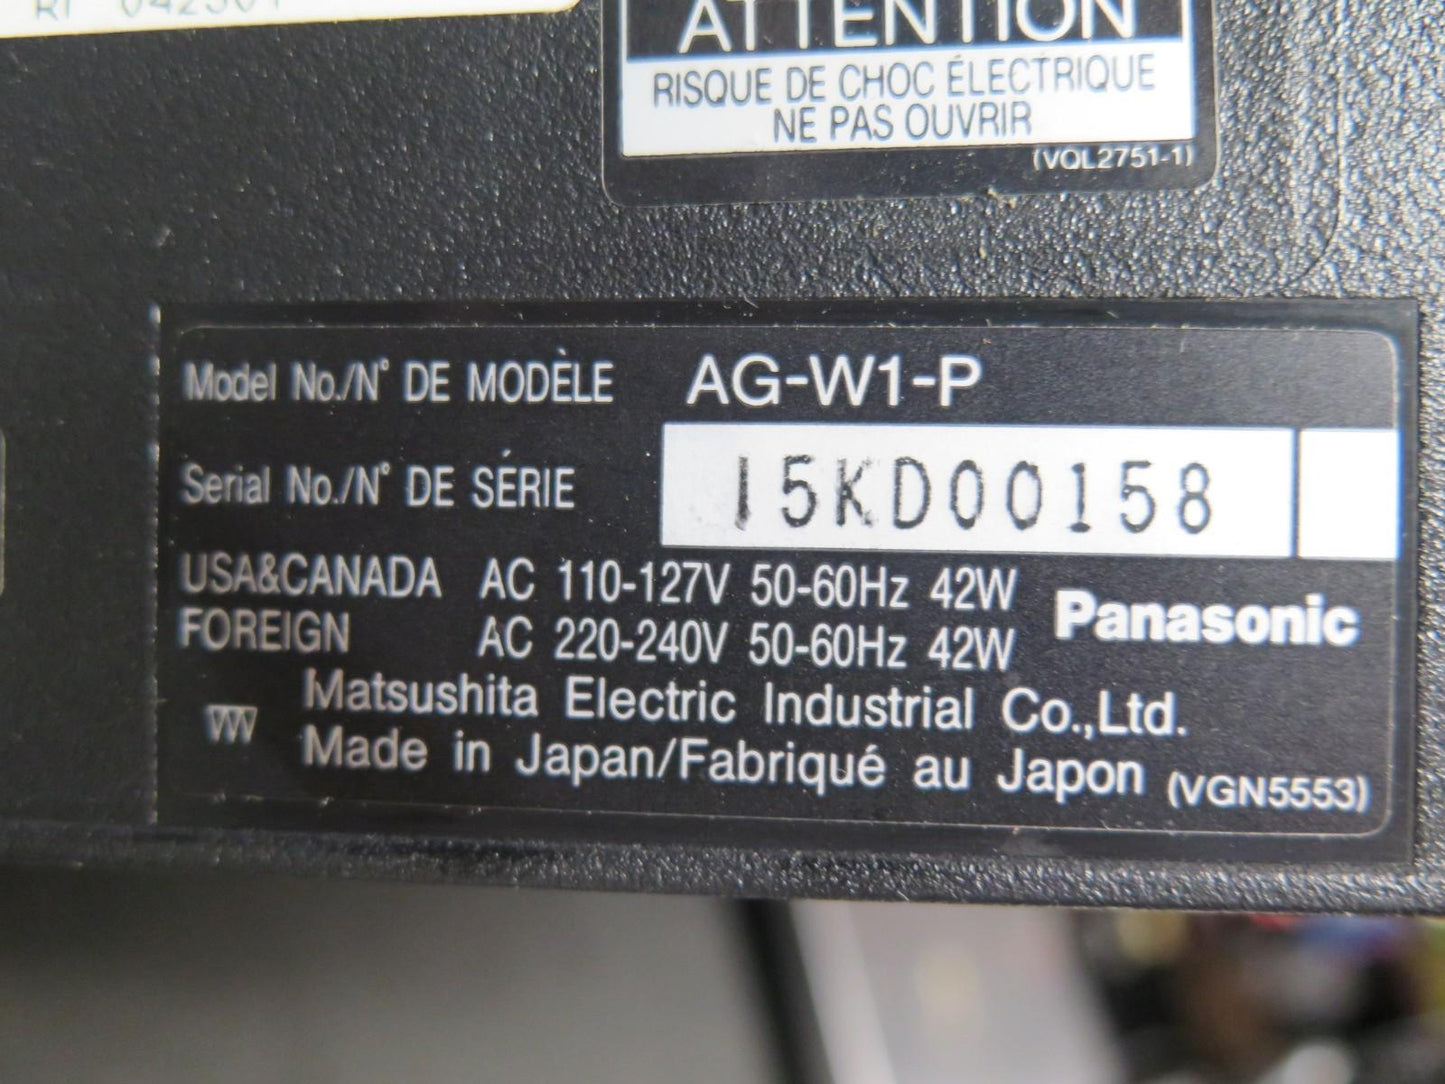 ATTENTION
RISQUE DE CHOC ÉLECTRIQUE
NE PAS OUVRIR
(VQL2751-1)
Model No./N° DE MODÈLE AG-W1-P
Serial No./N° DE SÉRIE I5KD00158
USA&CANADA AC 110-127V 50-60Hz 42W
FOREIGN AC 220-240V 50-60Hz 42W
Panasonic
Matsushita Electric Industrial Co.,Ltd.
Made in Japan/Fabriqué au Japon (VGN5553)